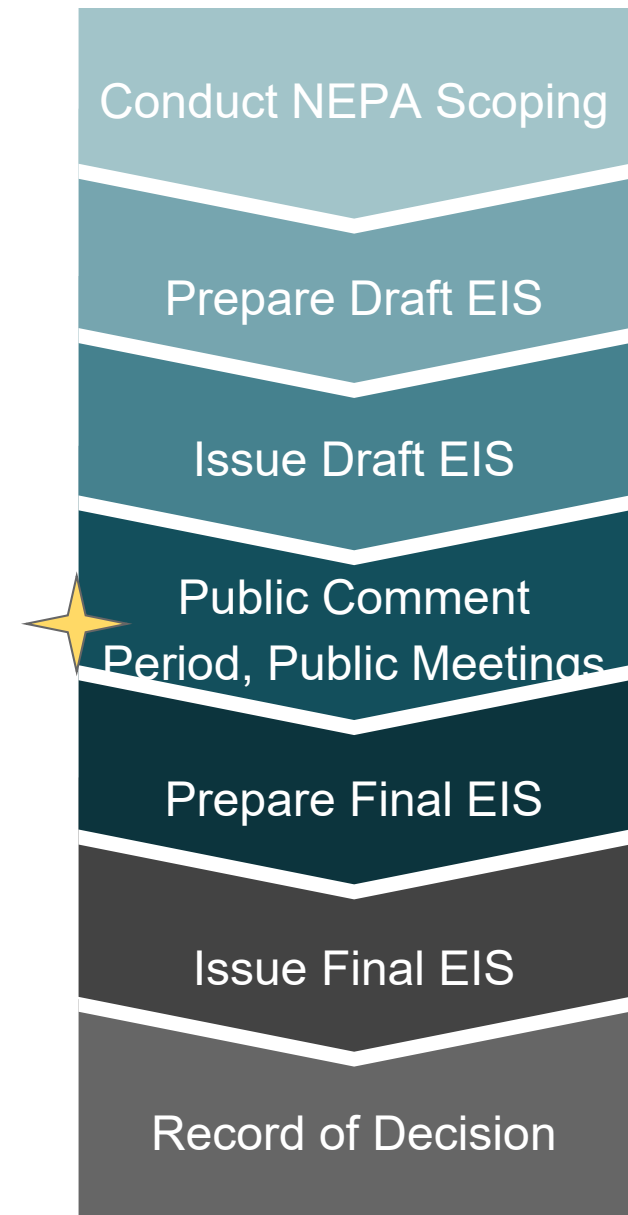 Conduct NEPA Scoping
Prepare Draft EIS
Issue Draft EIS
Public Comment
Period, Public Meetings
Prepare Final EIS
Issue Final EIS
Record of Decision